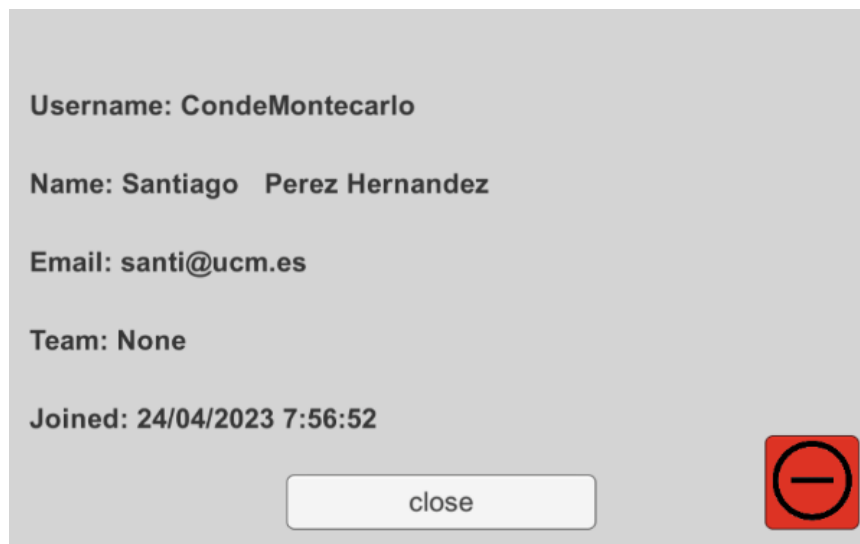 Username: CondeMontecarlo
Name: Santiago   Perez Hernandez
Email: santi@ucm.es
Team: None
Joined: 24/04/2023 7:56:52
close